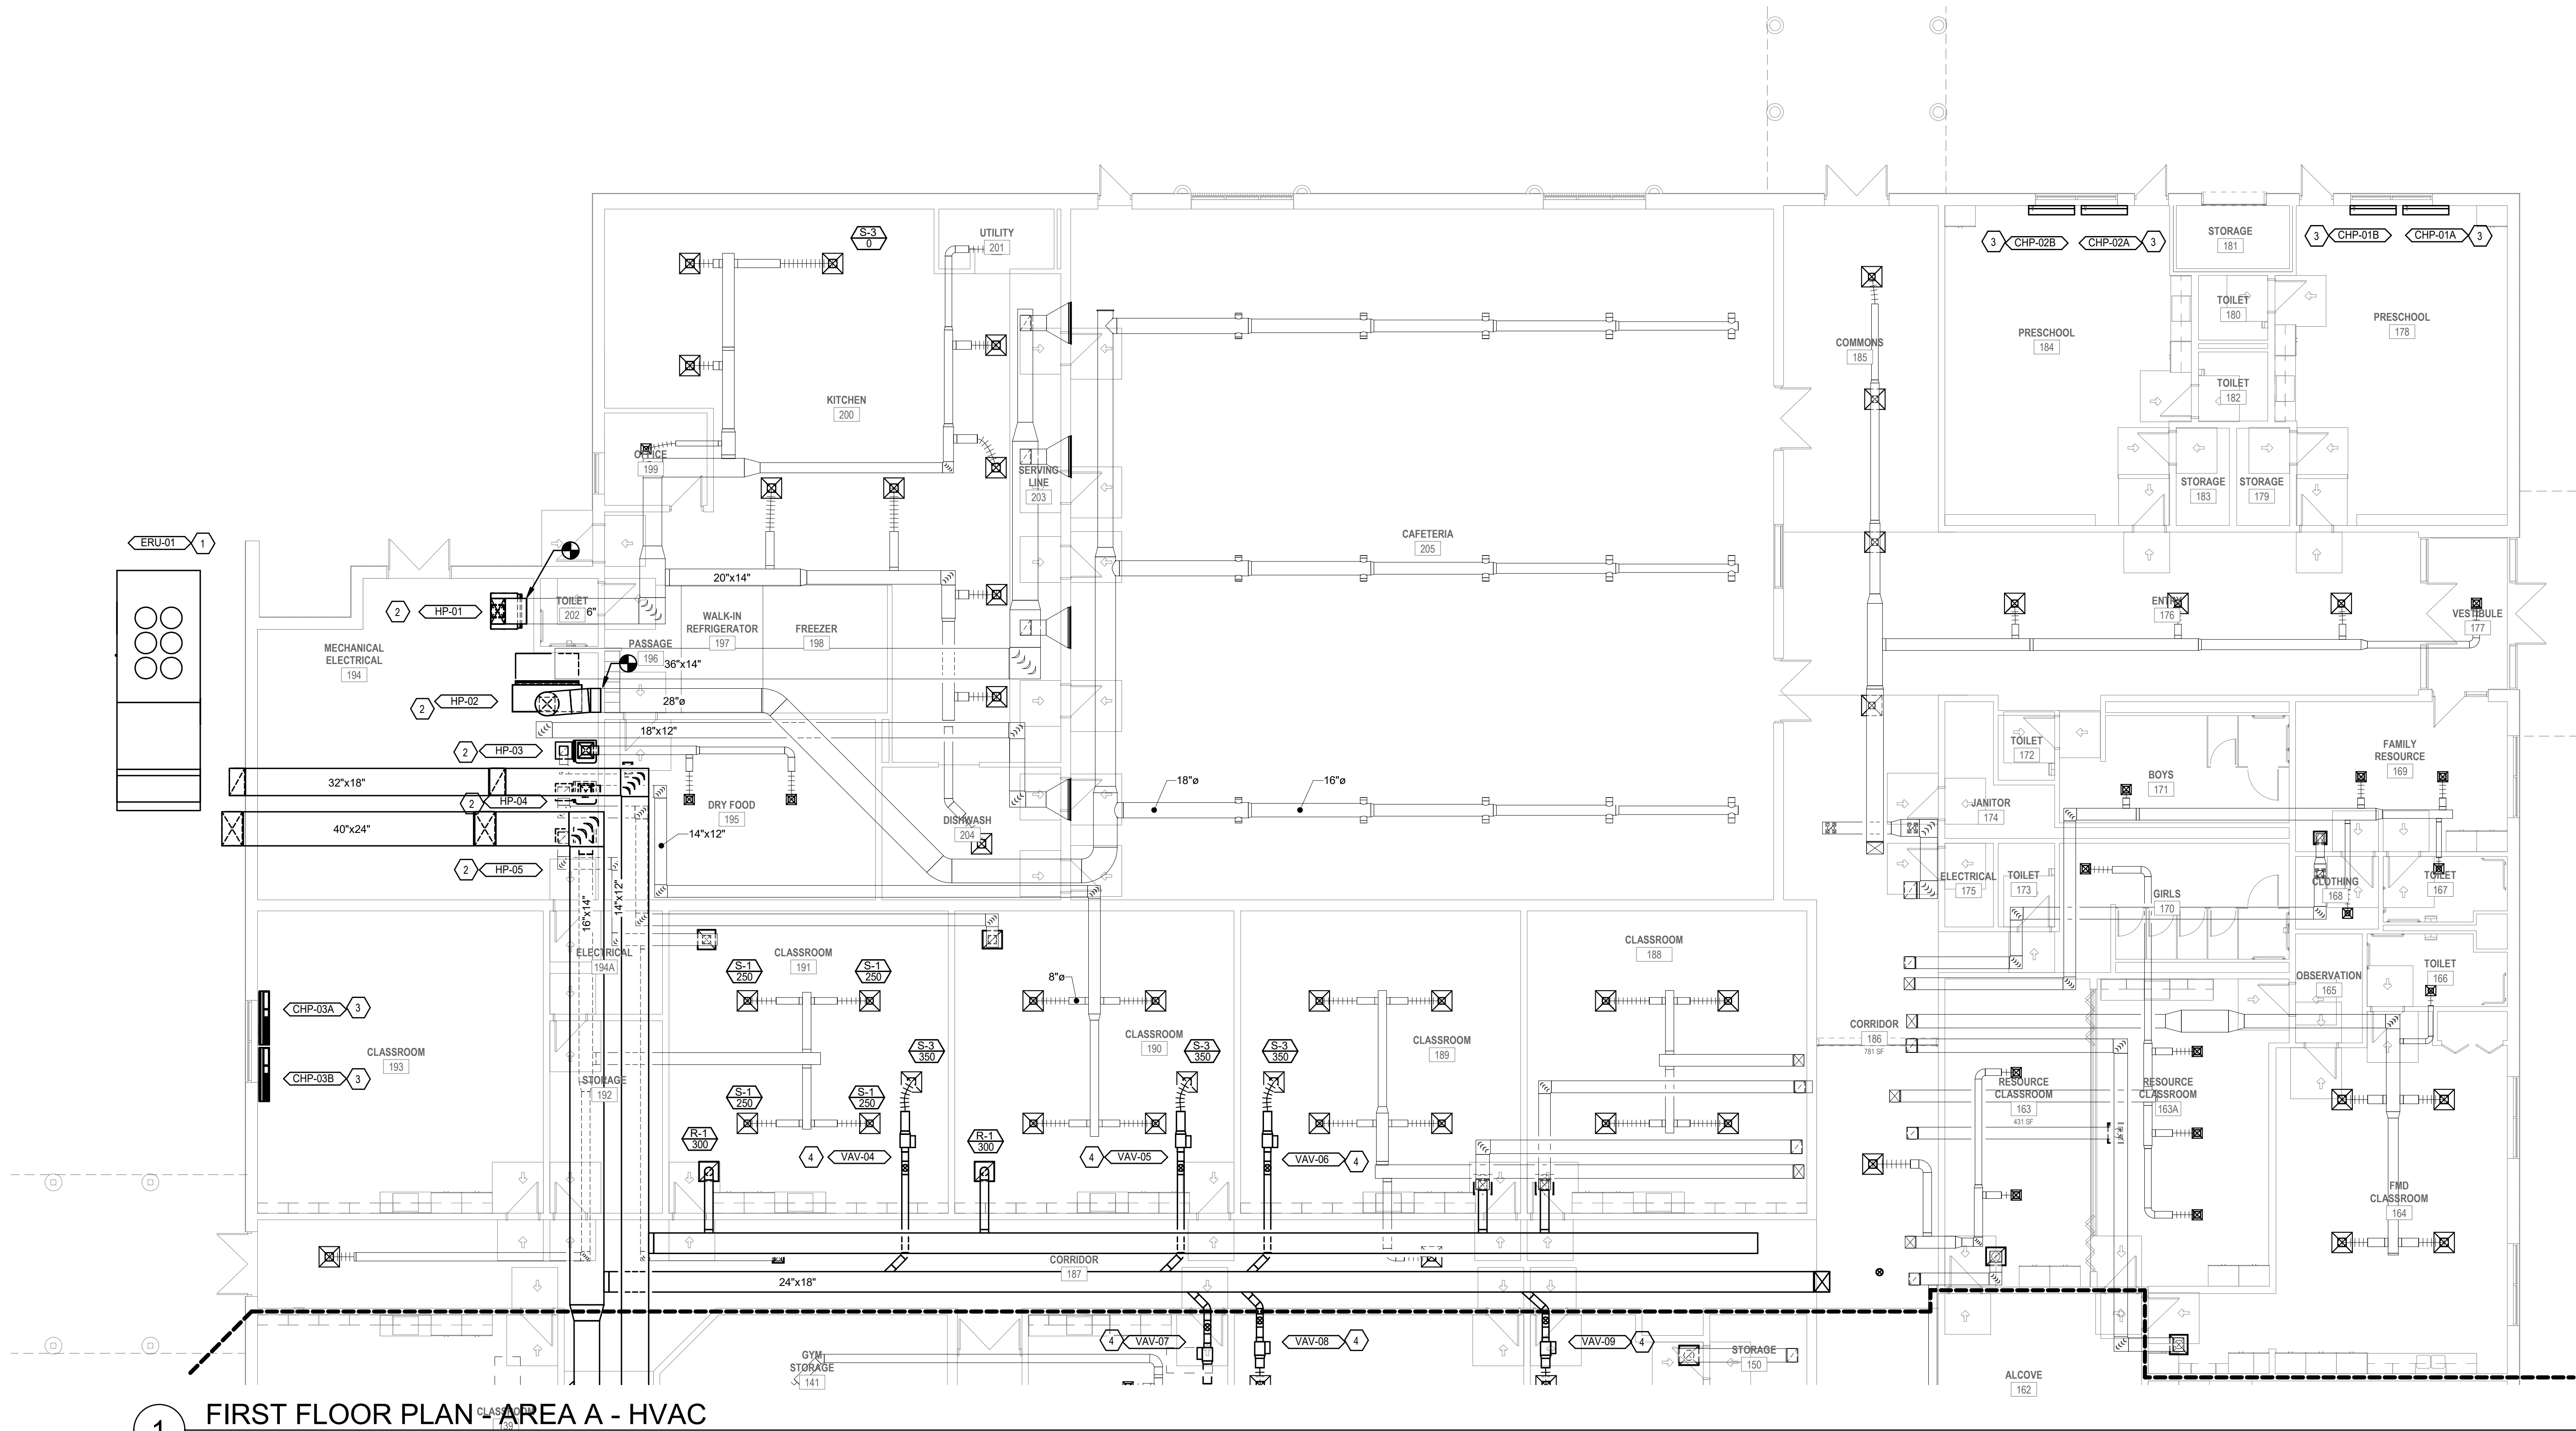 S-3
0
UTILITY
201
3
CHP-02B
CHP-02A
3
STORAGE
181
3
CHP-01B
CHP-01A
3
TOILET
180
PRESCHOOL
178
PRESCHOOL
184
COMMONS
185
TOILET
182
KITCHEN
200
OFFICE
199
SERVING
LINE
203
STORAGE
183
STORAGE
179
ERU-01
1
CAFETERIA
205
20"x14"
2
HP-01
TOILET
202
6"
WALK-IN
REFRIGERATOR
197
FREEZER
198
ENTRY
176
VESTIBULE
177
MECHANICAL
ELECTRICAL
194
PASSAGE
196
36"x14"
2
HP-02
28"ø
18"x12"
2
HP-03
TOILET
172
FAMILY
RESOURCE
169
BOYS
171
32"x18"
2
HP-04
18"ø
16"ø
DRY FOOD
195
JANITOR
174
40"x24"
14"x12"
DISHWASH
204
2
HP-05
ELECTRICAL
175
TOILET
173
GIRLS
170
CLOTHING
168
TOILET
167
16"x14"
14"x12"
ELECTRICAL
194A
CLASSROOM
191
CLASSROOM
188
S-1
250
S-1
250
8"ø
OBSERVATION
165
TOILET
166
CHP-03A
3
CLASSROOM
193
CLASSROOM
190
CLASSROOM
189
CORRIDOR
186
781 SF
S-3
350
S-3
350
S-3
350
CHP-03B
3
STORAGE
192
S-1
250
S-1
250
RESOURCE
CLASSROOM
163
431 SF
RESOURCE
CLASSROOM
163A
R-1
300
R-1
300
4
VAV-04
4
VAV-05
VAV-06
4
FMD
CLASSROOM
164
CORRIDOR
187
24"x18"
4
VAV-07
VAV-08
4
VAV-09
4
STORAGE
150
GYM
STORAGE
141
ALCOVE
162
1
FIRST FLOOR PLAN - AREA A - HVAC
CLASSROOM
139